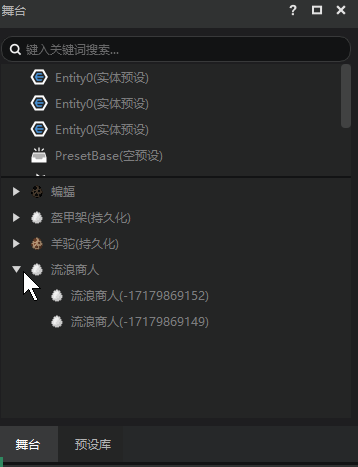 舞台
?
键入关键词搜索...
Entity0(实体预设)
Entity0(实体预设)
Entity0(实体预设)
PresetBase(空预设)
蝙蝠
盔甲架(持久化)
羊驼(持久化)
流浪商人
流浪商人(-17179869152)
流浪商人(-17179869149)
舞台 预设库